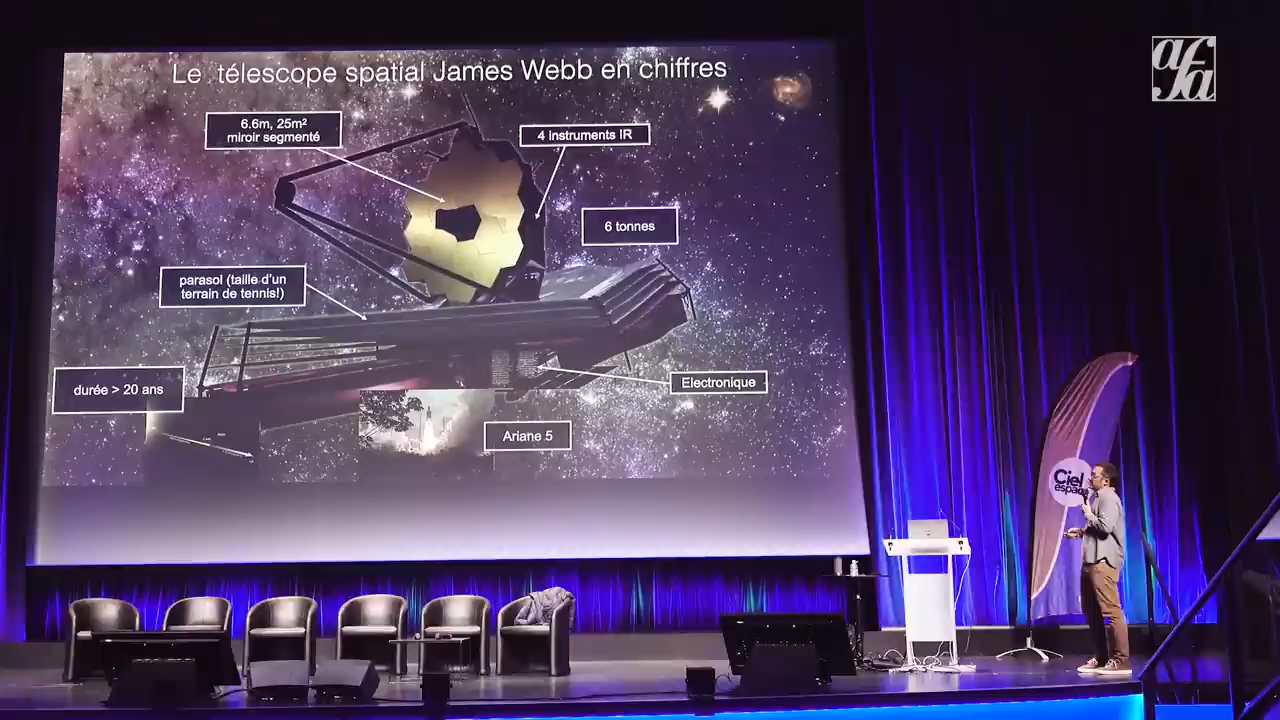 afa
Le télescope spatial James Webb en chiffres
6.6m, 25m²
miroir segmenté
4 instruments IR
6 tonnes
parasol (taille d'un
terrain de tennis!)
durée > 20 ans
Electronique
Ariane 5
Ciel
espace